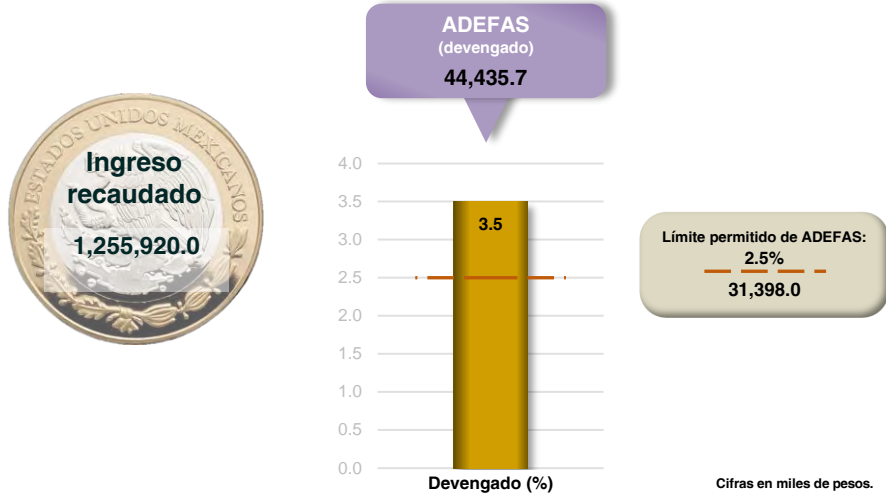 ADEFAS
(devengado)
44,435.7
ESTADOS UNIDOS MEXICANOS
Ingreso
recaudado
1,255,920.0
4.0
3.5
3.0
2.5
2.0
1.5
1.0
0.5
0.0
3.5
Devengado (%)
Límite permitido de ADEFAS:
2.5%
31,398.0
Cifras en miles de pesos.